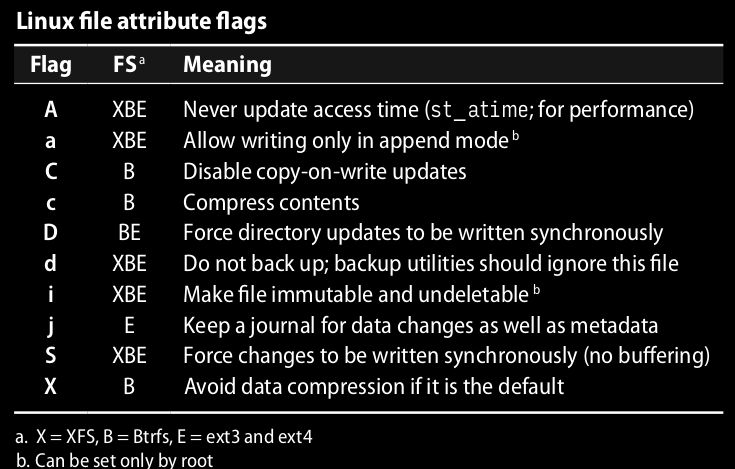 Linux file attribute flags
Flag FS a Meaning
A XBE Never update access time (st_atime; for performance)
a XBE Allow writing only in append mode b
C B Disable copy-on-write updates
c B Compress contents
D BE Force directory updates to be written synchronously
d XBE Do not back up; backup utilities should ignore this file
i XBE Make file immutable and undeletable b
j E Keep a journal for data changes as well as metadata
S XBE Force changes to be written synchronously (no buffering)
X B Avoid data compression if it is the default
a. X = XFS, B = Btrfs, E = ext3 and ext4
b. Can be set only by root